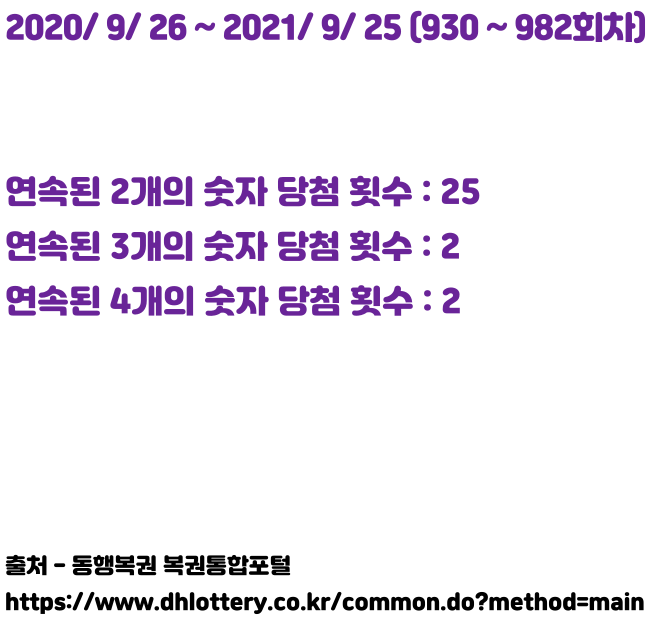 2020/ 9/ 26 ~ 2021/ 9/ 25 (930 ~ 982회차)
연속된 2개의 숫자 당첨 횟수 : 25
연속된 3개의 숫자 당첨 횟수 : 2
연속된 4개의 숫자 당첨 횟수 : 2
출처 - 동행복권 복권통합포털
https://www.dhlottery.co.kr/common.do?method=main